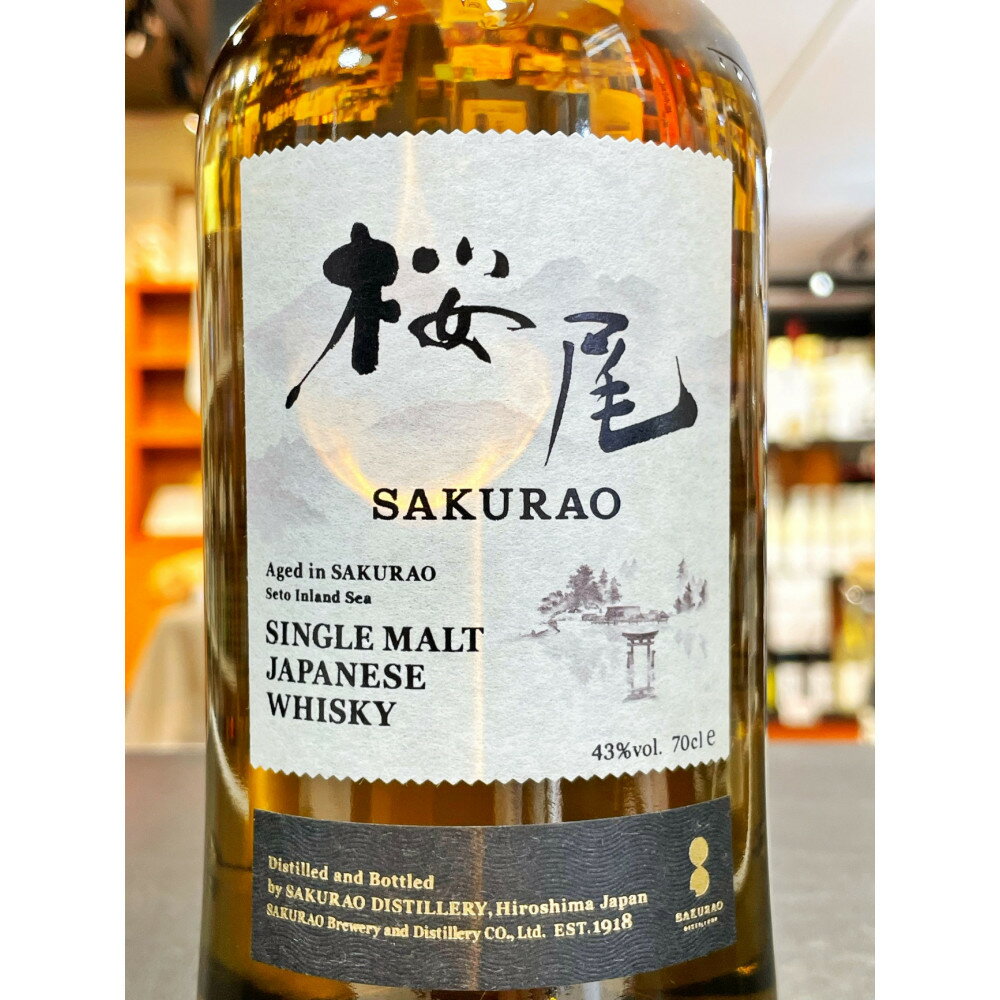 桜尾
SAKURAO
Aged in SAKURAO
Seto Inland Sea
SINGLE MALT
JAPANESE
WHISKY
43%vol. 70cl e
Distilled and Bottled
by SAKURAO DISTILLERY, Hiroshima Japan
SAKURAO Brewery and Distillery CO., Ltd. EST. 1918
SAKURAO
DISTILLERY